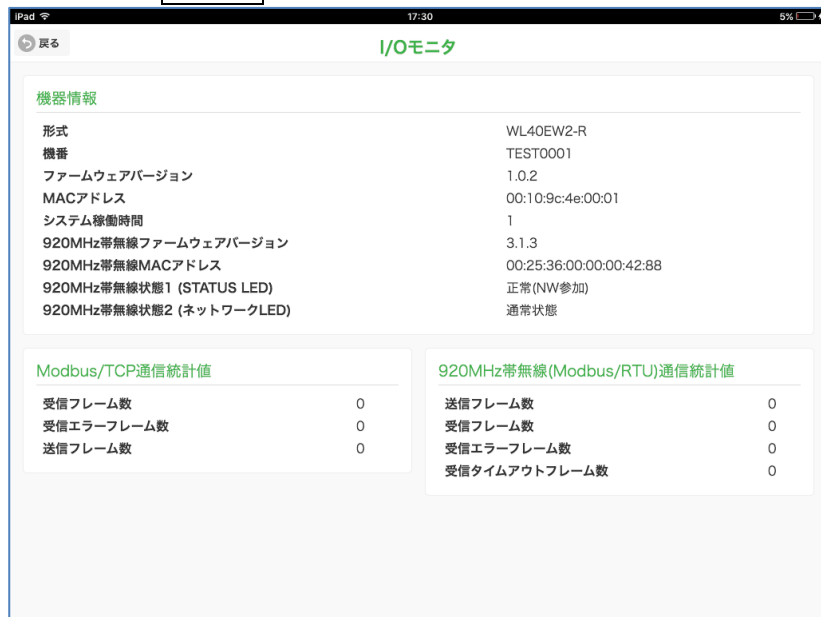 iPad 17:30 5%
戻る
I/Oモニタ
機器情報
形式 WL40EW2-R
機番 TEST0001
ファームウェアバージョン 1.0.2
MACアドレス 00:10:9c:4e:00:01
システム稼働時間 1
920MHz帯無線ファームウェアバージョン 3.1.3
920MHz帯無線MACアドレス 00:25:36:00:00:00:42:88
920MHz帯無線状態1 (STATUS LED) 正常(NW参加)
920MHz帯無線状態2 (ネットワークLED) 通常状態
Modbus/TCP通信統計値
受信フレーム数 0
受信エラーフレーム数 0
送信フレーム数 0
920MHz帯無線(Modbus/RTU)通信統計値
送信フレーム数 0
受信フレーム数 0
受信エラーフレーム数 0
受信タイムアウトフレーム数 0